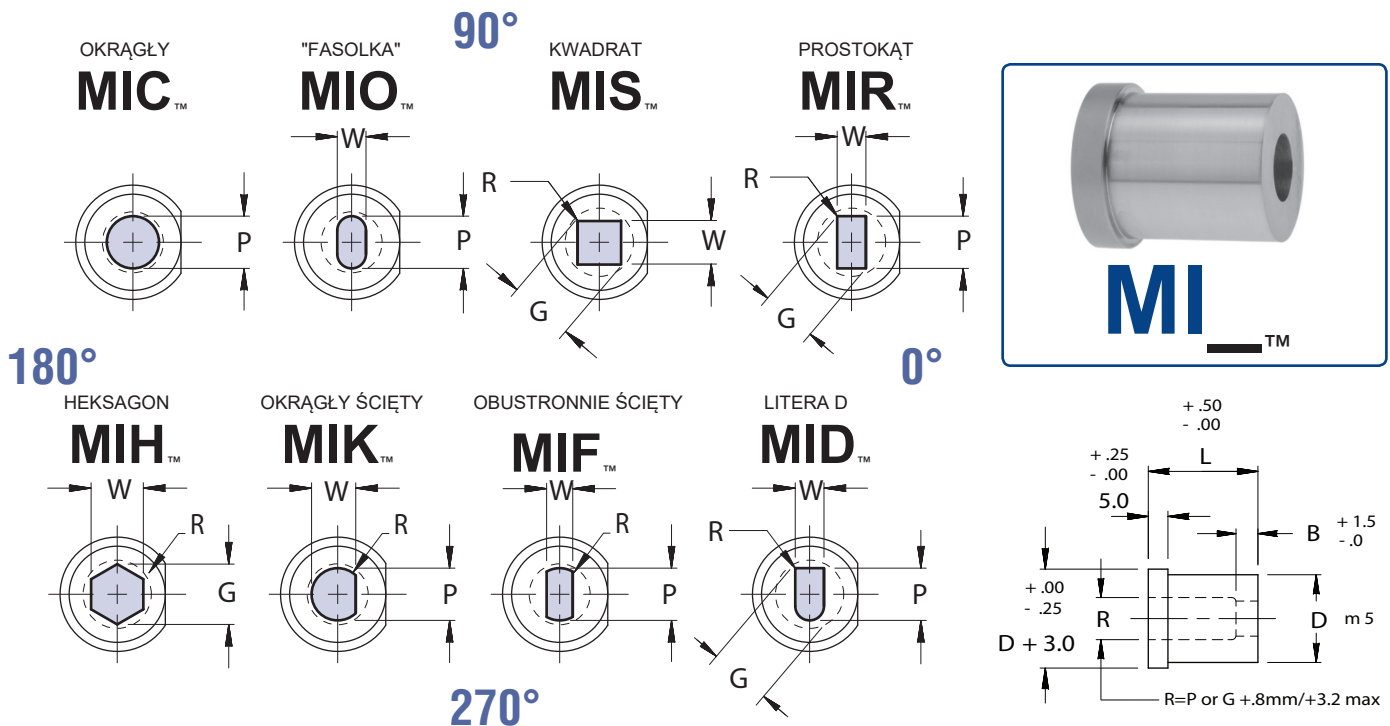 90°
OKRĄGŁY
MIC™
P
"FASOLKA"
MIO™
W
P
KWADRAT
MIS™
R
W
G
PROSTOKĄT
MIR™
W
R
P
G
MI__™
180°
0°
HEKSAGON
MIH™
W
R
G
OKRĄGŁY ŚCIĘTY
MIK™
W
R
P
OBUSTRONNIE ŚCIĘTY
MIF™
W
R
P
LITERA D
MID™
W
R
P
G
270°
+ .50
- .00
L
+ .25
- .00
5.0
B + 1.5
- .0
+ .00
- .25
R
D m 5
D + 3.0
R=P or G +.8mm/+3.2 max